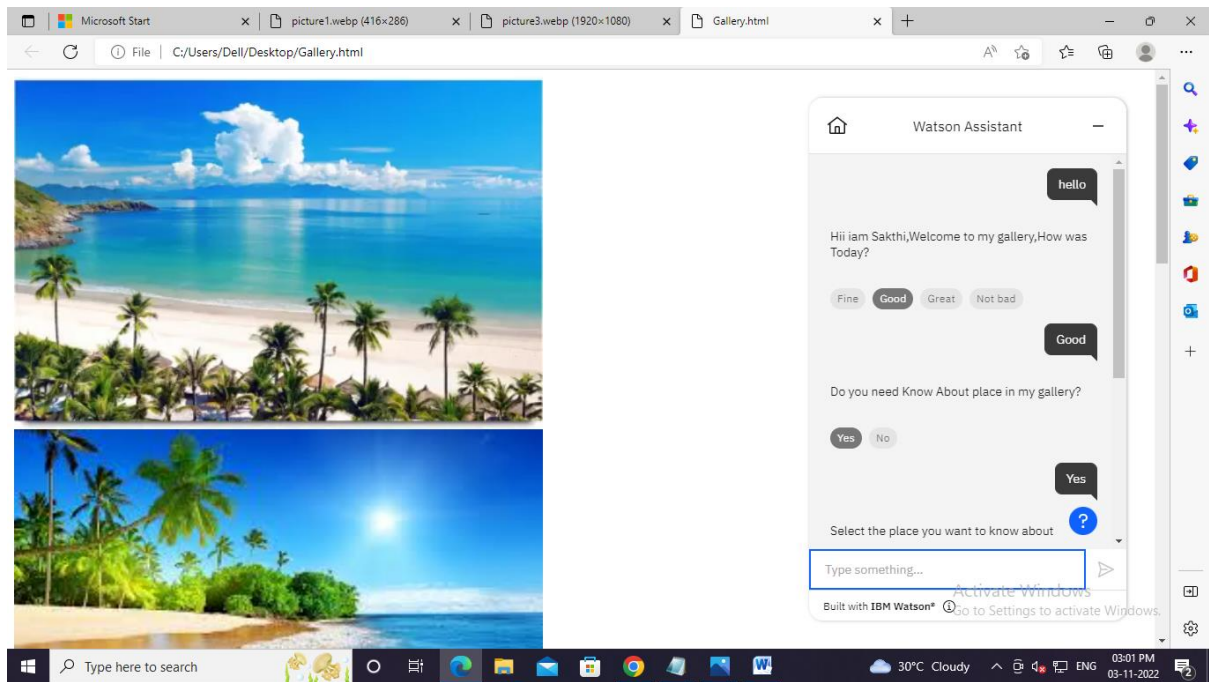 Microsoft Start
picture1.webp (416×286)
picture3.webp (1920×1080)
Gallery.html
File | C:/Users/Dell/Desktop/Gallery.html
Watson Assistant
hello
Hii iam Sakthi,Welcome to my gallery,How was
Today?
Fine Good Great Not bad
Good
Do you need Know About place in my gallery?
Yes No
Yes
Select the place you want to know about
Type something...
Activate Windows
Built with IBM Watson®
Go to Settings to activate Windows.
Type here to search
30°C Cloudy
ENG
03:01 PM
03-11-2022
2